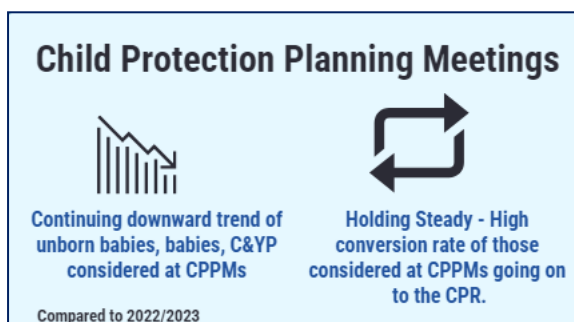 Child Protection Planning Meetings
Continuing downward trend of
unborn babies, babies, C&YP
considered at CPPMs
Holding Steady - High
conversion rate of those
considered at CPPMs going on
to the CPR.
Compared to 2022/2023